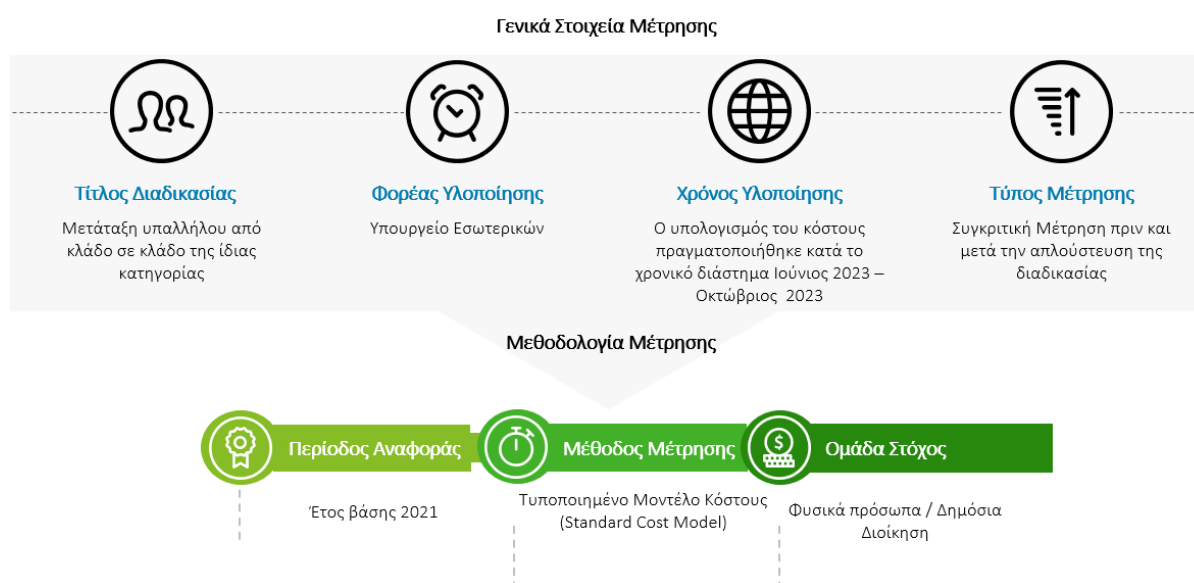 Γενικά Στοιχεία Μέτρησης
Τίτλος Διαδικασίας
Μετάταξη υπαλλήλου από
κλάδο σε κλάδο της ίδιας
κατηγορίας
Φορέας Υλοποίησης
Υπουργείο Εσωτερικών
Χρόνος Υλοποίησης
Ο υπολογισμός του κόστους
πραγματοποιήθηκε κατά το
χρονικό διάστημα Ιούνιος 2023 –
Οκτώβριος 2023
Τύπος Μέτρησης
Συγκριτική Μέτρηση πριν και
μετά την απλούστευση της
διαδικασίας
Μεθοδολογία Μέτρησης
Περίοδος Αναφοράς
Έτος βάσης 2021
Μέθοδος Μέτρησης
Τυποποιημένο Μοντέλο Κόστους
(Standard Cost Model)
$
Ομάδα Στόχος
Φυσικά πρόσωπα / Δημόσια
Διοίκηση